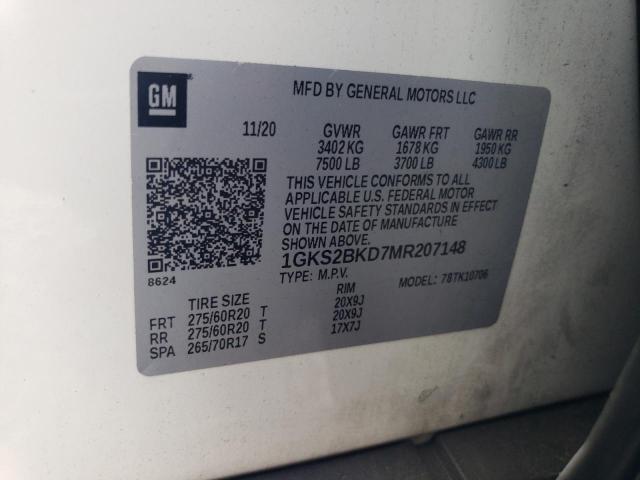 GM
MFD BY GENERAL MOTORS LLC
11/20 GVWR GAWR FRT GAWR RR
3402 KG 1678 KG 1950 KG
7500 LB 3700 LB 4300 LB
THIS VEHICLE CONFORMS TO ALL
APPLICABLE U.S. FEDERAL MOTOR
VEHICLE SAFETY STANDARDS IN EFFECT
ON THE DATE OF MANUFACTURE
SHOWN ABOVE.
1GKS2BKD7MR207148
8624
TYPE: M.P.V. MODEL: 78TK10706
TIRE SIZE RIM
FRT 275/60R20 T 20X9J
RR 275/60R20 T 20X9J
SPA 265/70R17 S 17X7J